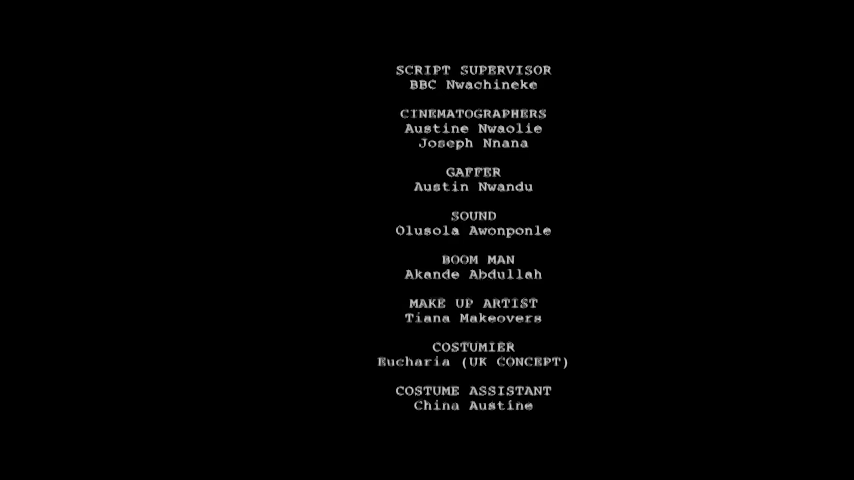 SCRIPT SUPERVISOR
BBC Nwachineke
CINEMATOGRAPHERS
Austine Nwaolie
Joseph Nnana
GAFFER
Austin Nwandu
SOUND
Olusola Awonponle
BOOM MAN
Akande Abdullah
MAKE UP ARTIST
Tiana Makeovers
COSTUMIER
Eucharia (UK CONCEPT)
COSTUME ASSISTANT
China Austine